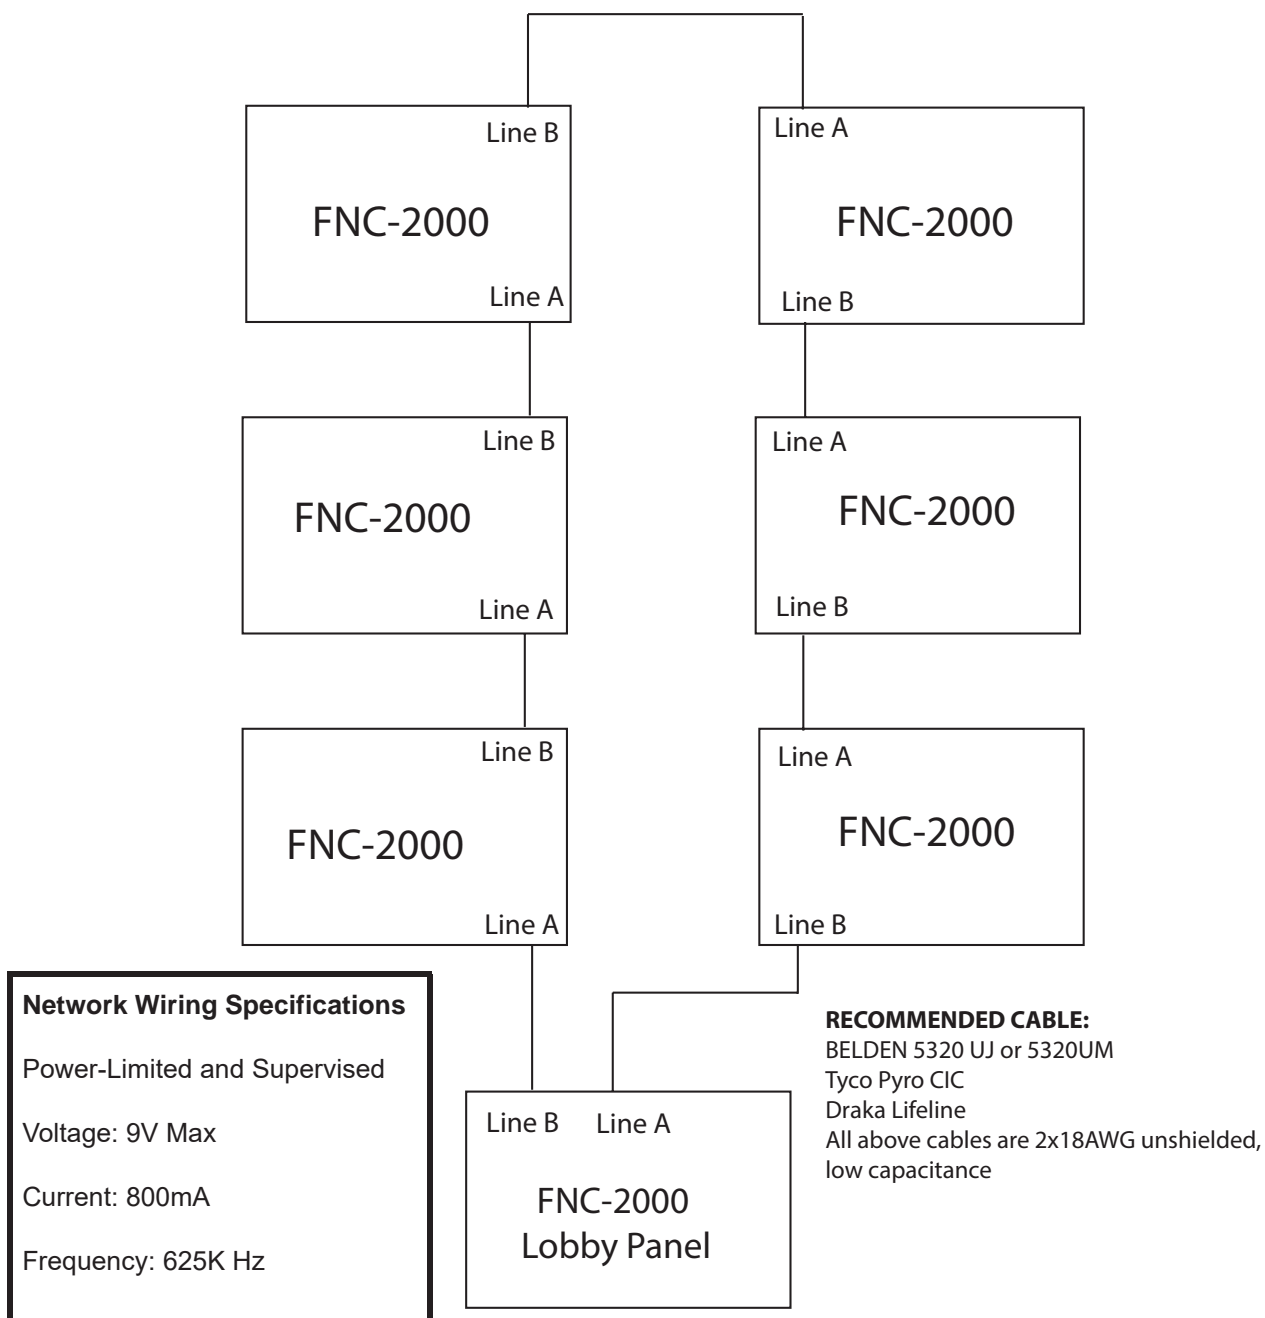 Line B
FNC-2000
Line A
Line A
FNC-2000
Line B
Line B
FNC-2000
Line A
Line A
FNC-2000
Line B
Line B
FNC-2000
Line A
Line A
FNC-2000
Line B
Network Wiring Specifications
Power-Limited and Supervised
Voltage: 9V Max
Current: 800mA
Frequency: 625K Hz
Line B
Line A
FNC-2000
Lobby Panel
RECOMMENDED CABLE:
BELDEN 5320 UJ or 5320UM
Tyco Pyro CIC
Draka Lifeline
All above cables are 2x18AWG unshielded,
low capacitance